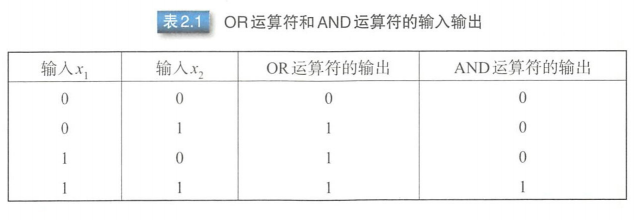 表2.1 OR运算符和AND运算符的输入输出
输入x₁ 输入x₂ OR运算符的输出 AND运算符的输出
0 0 0 0
0 1 1 0
1 0 1 0
1 1 1 1